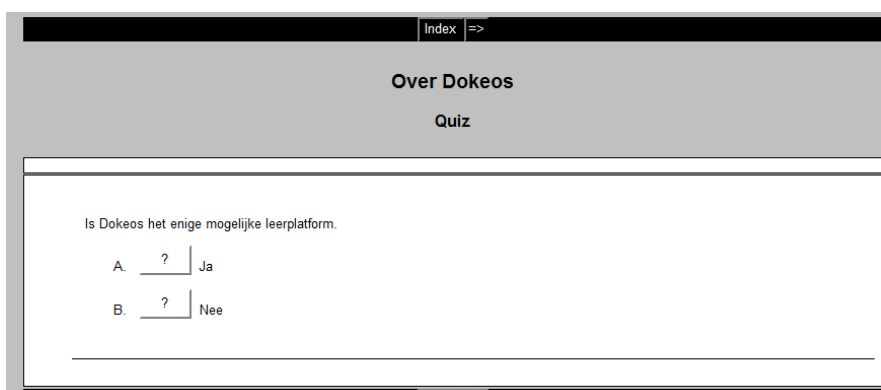 Index =>
Over Dokeos
Quiz
Is Dokeos het enige mogelijke leerplatform.
A. ? Ja
B. ? Nee